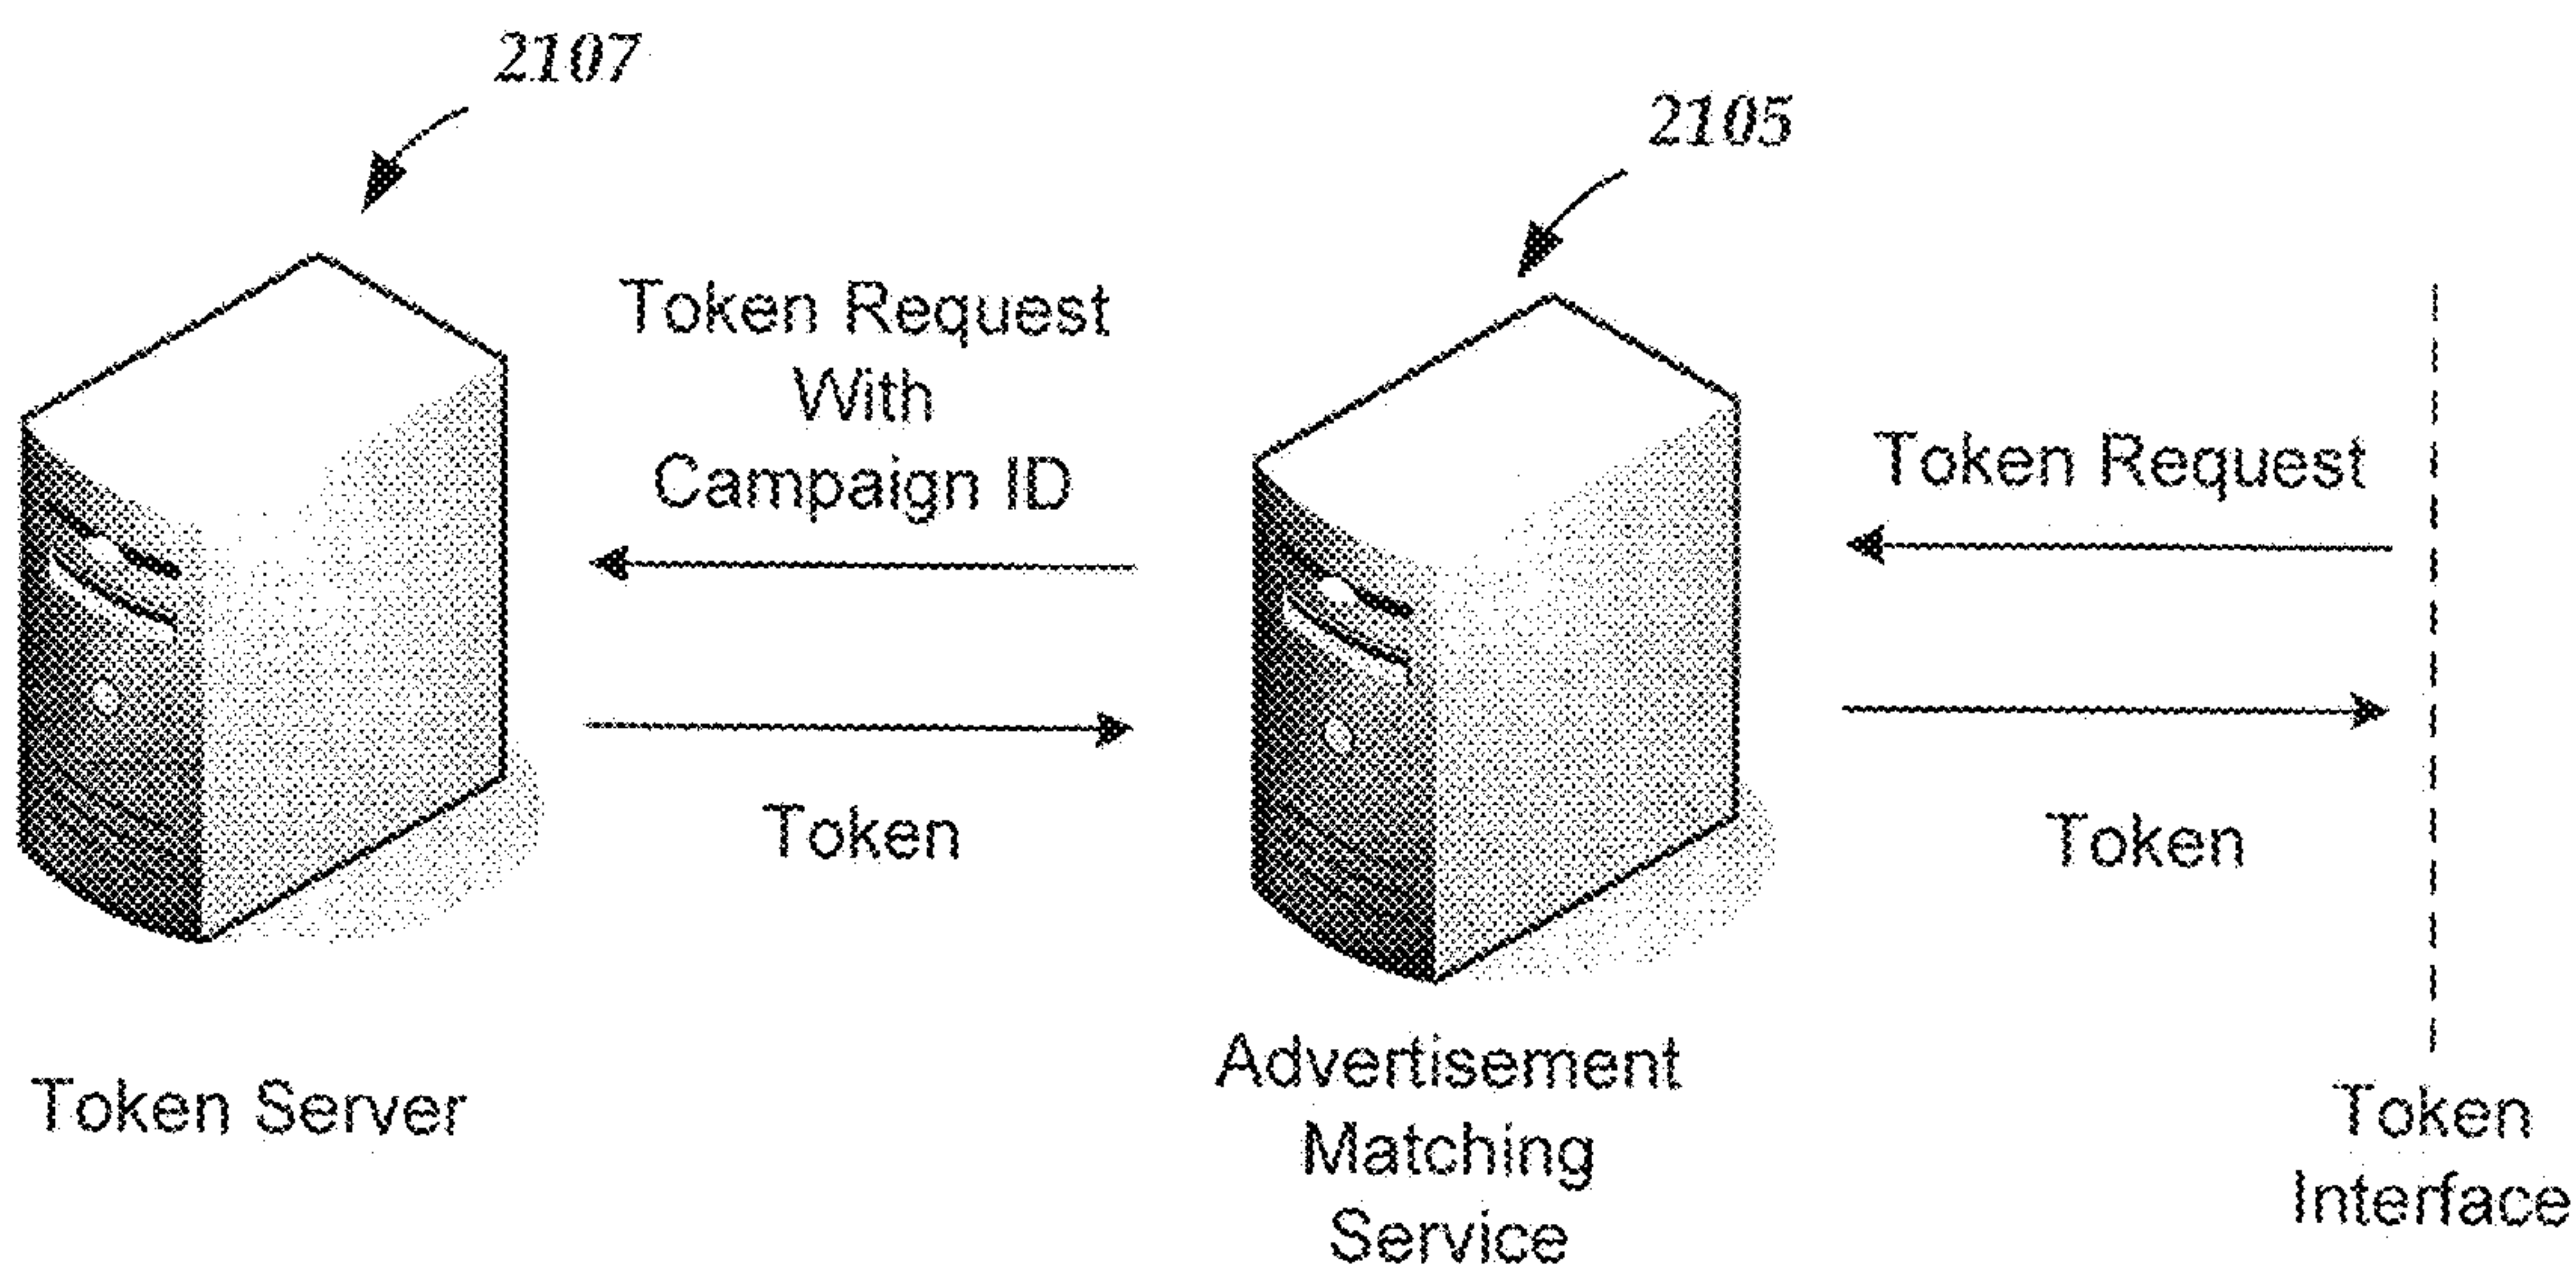 2107
2105
Token Request
With
Campaign ID
Token Request
Token
Token
Token Server
Advertisement
Matching
Service
Token
Interface